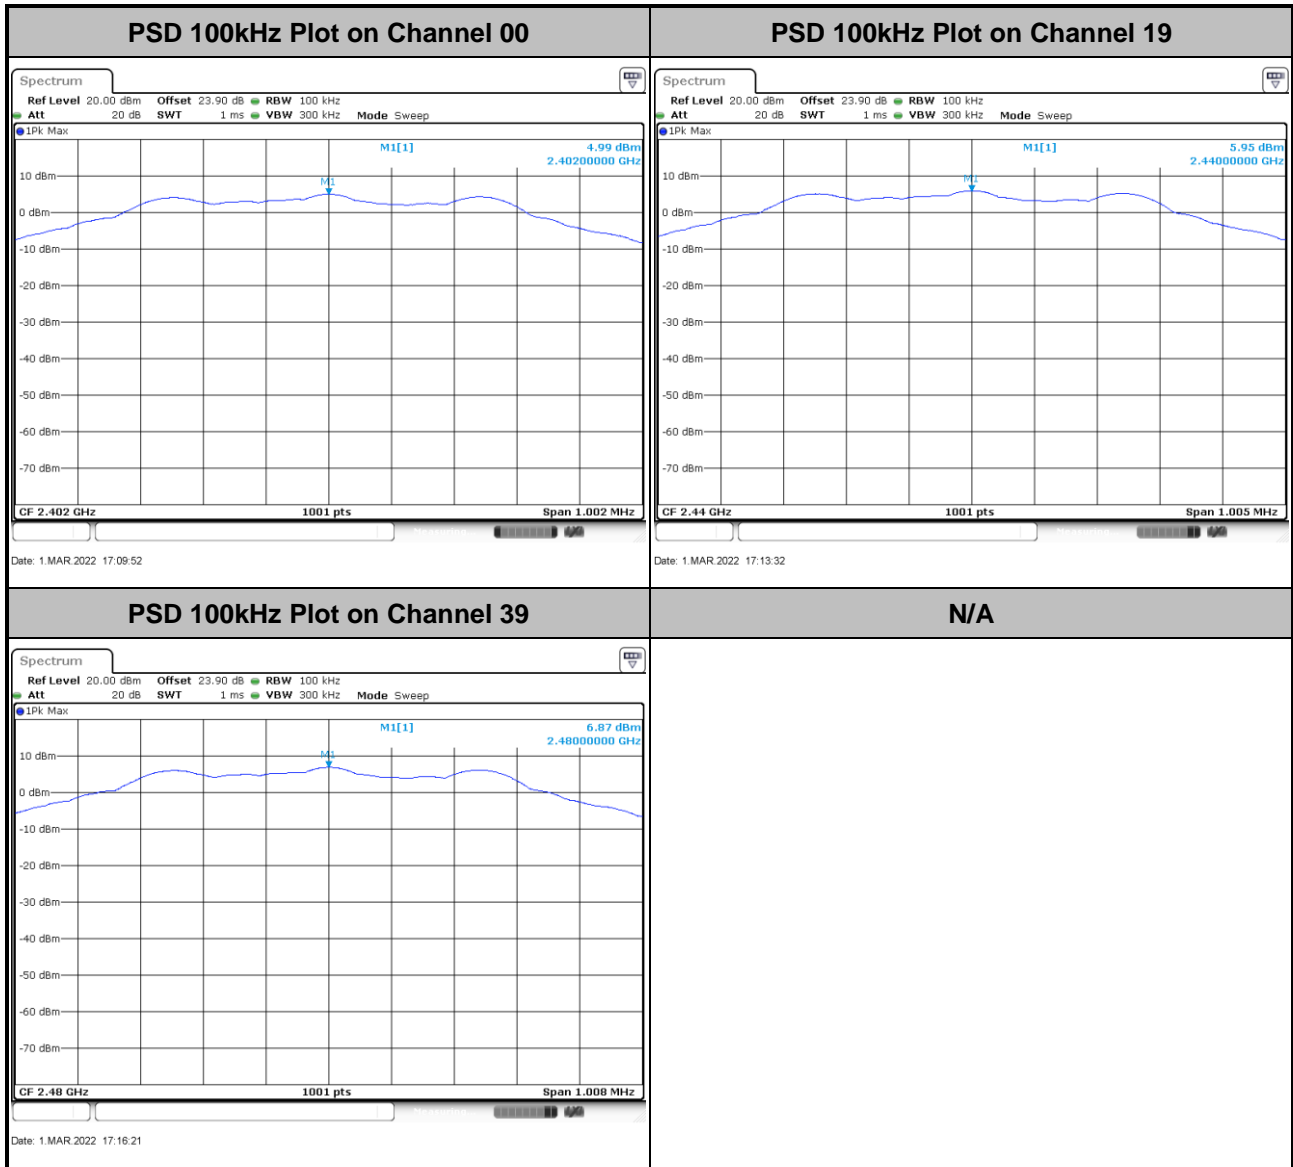 PSD 100kHz Plot on Channel 00
PSD 100kHz Plot on Channel 19
Spectrum
Ref Level 20.00 dBm Offset 23.90 dB RBW 100 kHz
Att 20 dB SWT 1 ms VBW 300 kHz Mode Sweep
1Pk Max
M1[1] 4.99 dBm
2.40200000 GHz
M1
10 dBm
0 dBm
-10 dBm
-20 dBm
-30 dBm
-40 dBm
-50 dBm
-60 dBm
-70 dBm
CF 2.402 GHz 1001 pts Span 1.002 MHz
Measuring...
Date: 1.MAR.2022 17:09:52
Spectrum
Ref Level 20.00 dBm Offset 23.90 dB RBW 100 kHz
Att 20 dB SWT 1 ms VBW 300 kHz Mode Sweep
1Pk Max
M1[1] 5.95 dBm
2.44000000 GHz
M1
10 dBm
0 dBm
-10 dBm
-20 dBm
-30 dBm
-40 dBm
-50 dBm
-60 dBm
-70 dBm
CF 2.44 GHz 1001 pts Span 1.005 MHz
Measuring...
Date: 1.MAR.2022 17:13:32
PSD 100kHz Plot on Channel 39
N/A
Spectrum
Ref Level 20.00 dBm Offset 23.90 dB RBW 100 kHz
Att 20 dB SWT 1 ms VBW 300 kHz Mode Sweep
1Pk Max
M1[1] 6.87 dBm
2.48000000 GHz
M1
10 dBm
0 dBm
-10 dBm
-20 dBm
-30 dBm
-40 dBm
-50 dBm
-60 dBm
-70 dBm
CF 2.48 GHz 1001 pts Span 1.008 MHz
Measuring...
Date: 1.MAR.2022 17:16:21